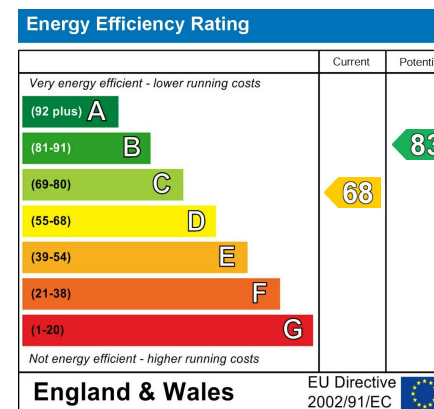 Energy Efficiency Rating
Current Potenti
Very energy efficient - lower running costs
(92 plus) A
(81-91) B
83
(69-80) C
68
(55-68) D
(39-54) E
(21-38) F
(1-20) G
Not energy efficient - higher running costs
England & Wales
EU Directive
2002/91/EC